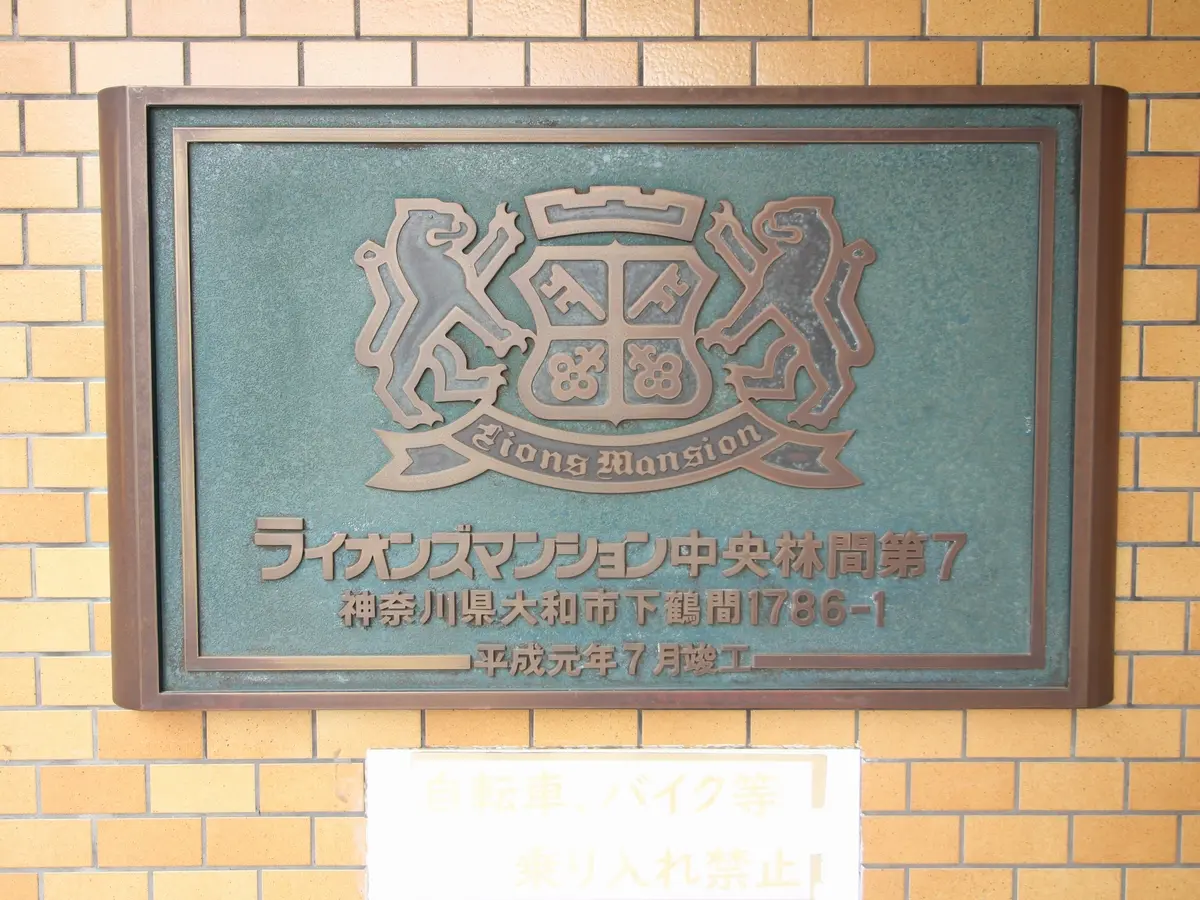 Lions Mansion
ライオンズマンション中央林間第7
神奈川県大和市下鶴間1786-1
平成元年7月竣工
自転車、バイク等
乗り入れ禁止